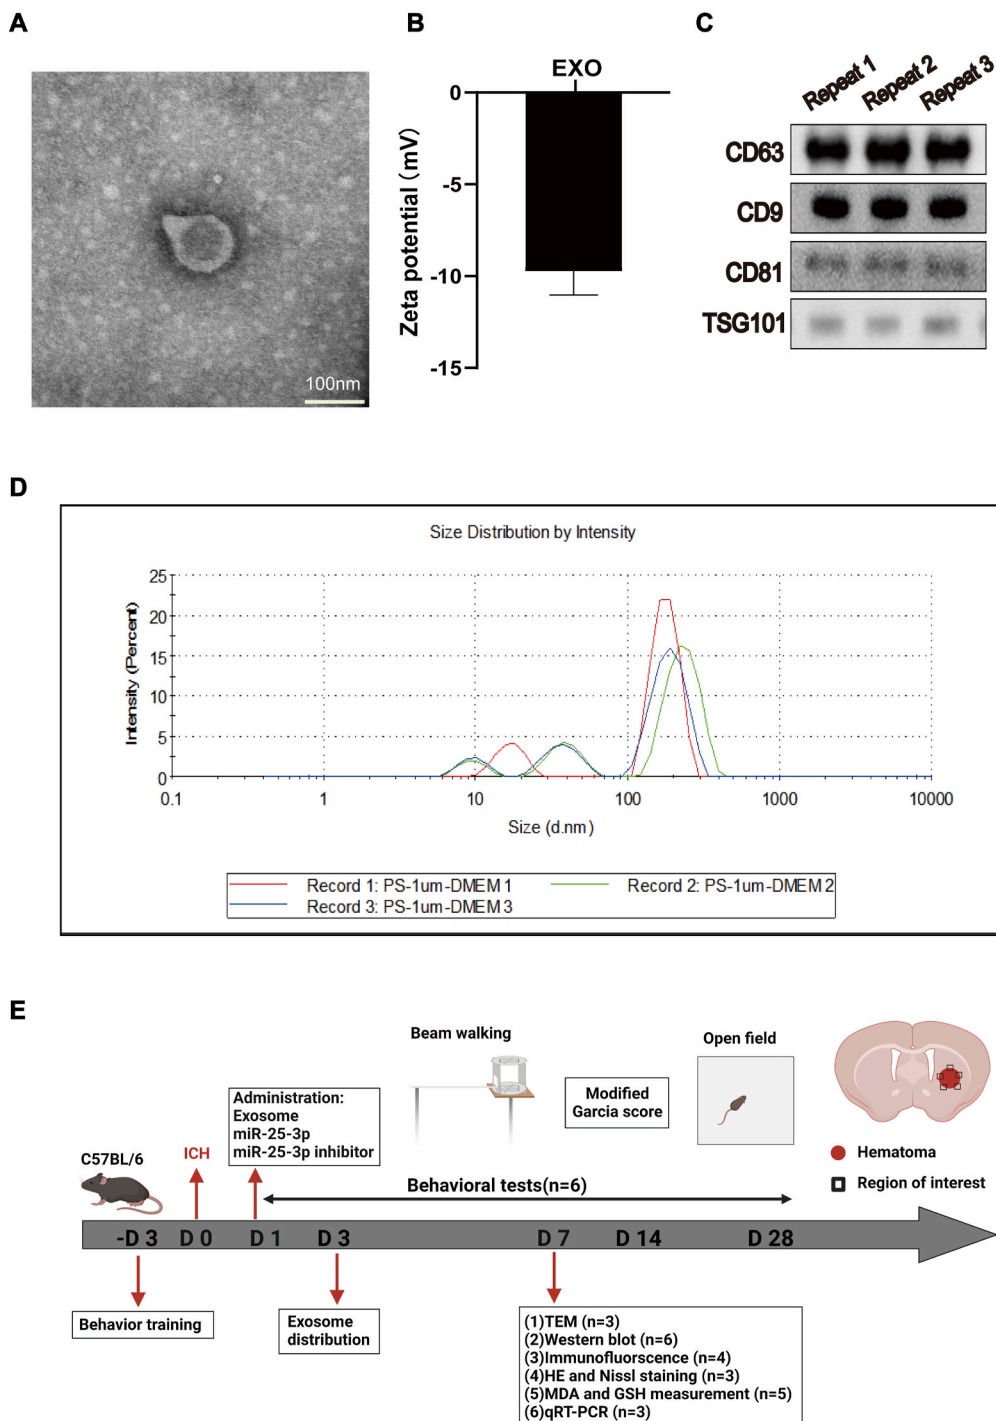 A
100nm
B
EXO
0
-5
-10
-15
Zeta potential (mV)
C
Repeat 1
Repeat 2
Repeat 3
CD63
CD9
CD81
TSG101
D
Size Distribution by Intensity
Intensity (Percent)
25
20
15
10
5
0
0.1 1 10 100 1000 10000
Size (d.nm)
Record 1: PS-1um-DMEM 1 Record 2: PS-1um-DMEM 2
Record 3: PS-1um-DMEM 3
E
Beam walking
Open field
Modified
Garcia score
Administration:
Exosome
miR-25-3p
miR-25-3p inhibitor
C57BL/6
ICH
Hematoma
Region of interest
Behavioral tests(n=6)
-D 3 D 0 D 1 D 3 D 7 D 14 D 28
Behavior training
Exosome
distribution
(1)TEM (n=3)
(2)Western blot (n=6)
(3)Immunofluorscence (n=4)
(4)HE and Nissl staining (n=3)
(5)MDA and GSH measurement (n=5)
(6)qRT-PCR (n=3)